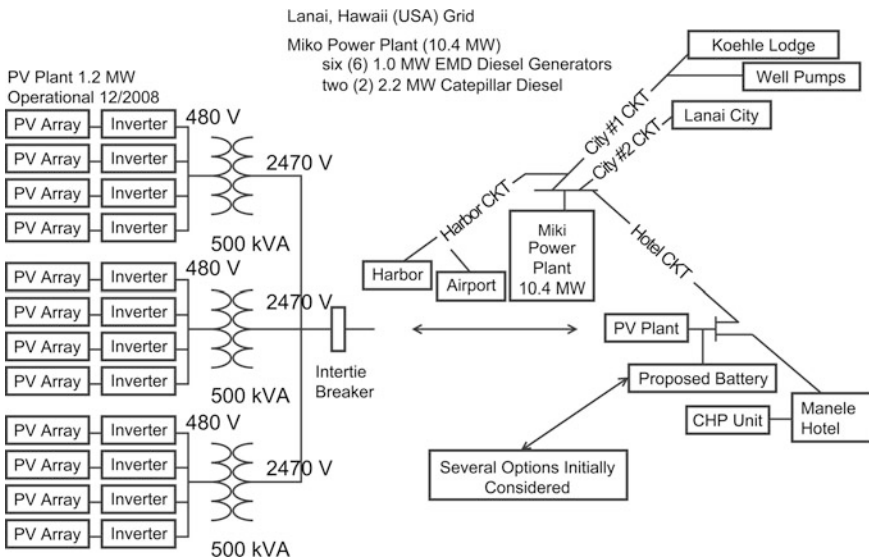 Lanai, Hawaii (USA) Grid
Miko Power Plant (10.4 MW)
six (6) 1.0 MW EMD Diesel Generators
two (2) 2.2 MW Catepillar Diesel
PV Plant 1.2 MW
Operational 12/2008
PV Array
Inverter
480 V
PV Array
Inverter
2470 V
PV Array
Inverter
PV Array
Inverter
500 kVA
480 V
PV Array
Inverter
PV Array
Inverter
2470 V
PV Array
Inverter
PV Array
Inverter
500 kVA
480 V
PV Array
Inverter
PV Array
Inverter
2470 V
PV Array
Inverter
PV Array
Inverter
500 kVA
Intertie
Breaker
Koehle Lodge
Well Pumps
City #1 CKT
Lanai City
City #2 CKT
Harbor CKT
Harbor
Airport
Miki
Power
Plant
10.4 MW
Hotel CKT
PV Plant
Proposed Battery
CHP Unit
Manele
Hotel
Several Options Initially
Considered